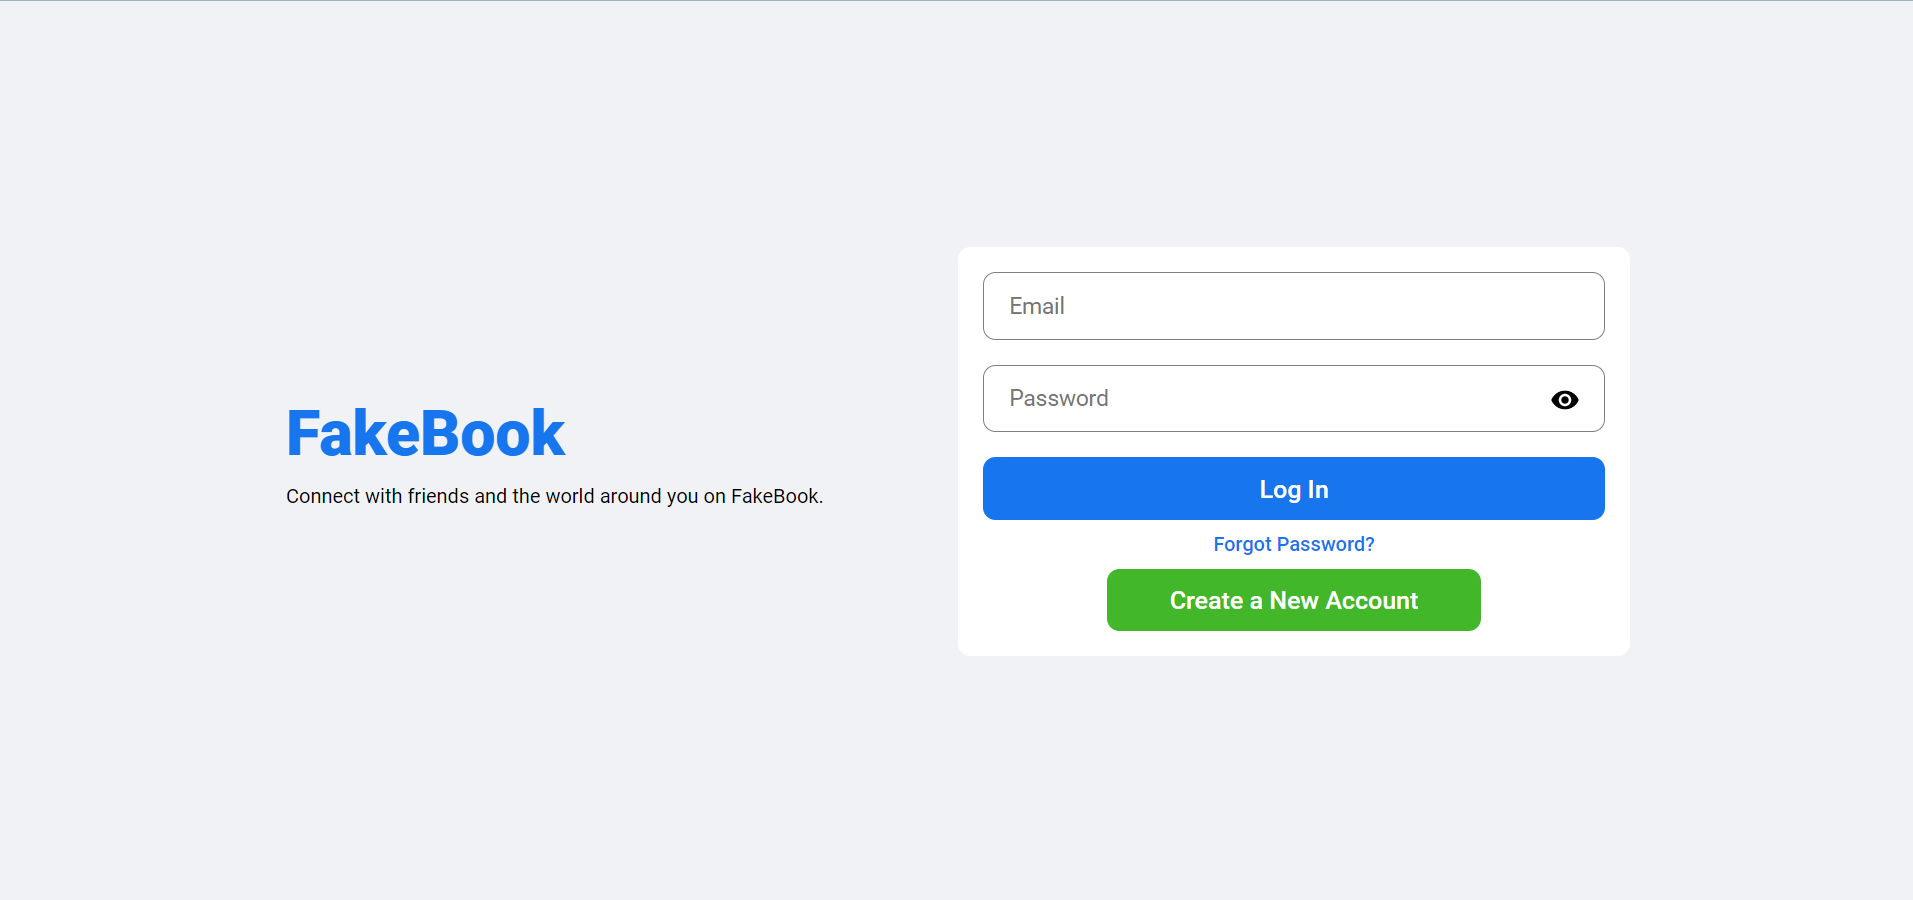 FakeBook
Connect with friends and the world around you on FakeBook.
Email
Password
Log In
Forgot Password?
Create a New Account